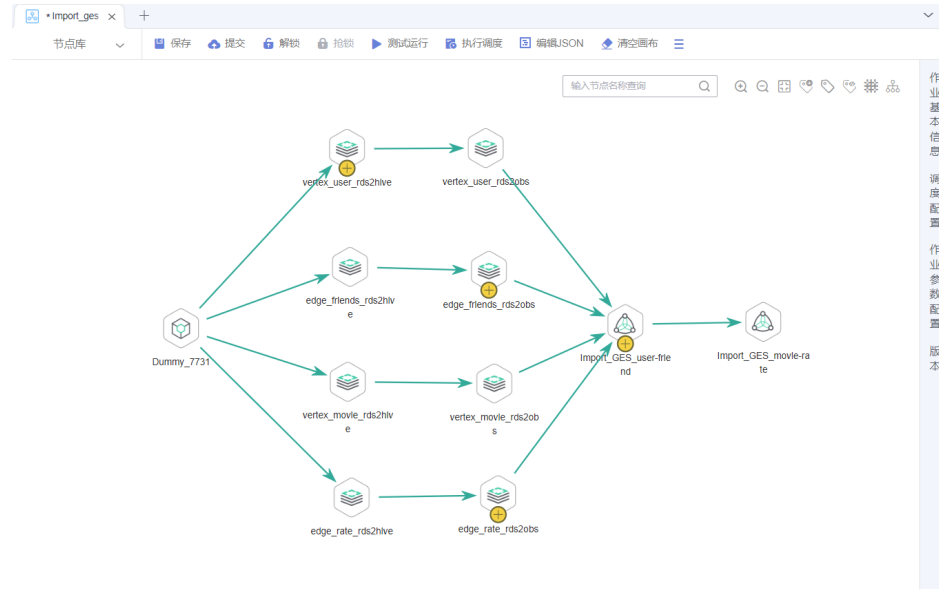 * Import_ges ×
节点库
保存
提交
解锁
抢锁
测试运行
执行调度
编辑JSON
清空画布
输入节点名称查询
作业基本信息
调度配置
作业参数配置
版本
vertex_user_rds2hive
vertex_user_rds2obs
edge_friends_rds2hiv
e
edge_friends_rds2obs
Dummy_7731
Import_GES_user-frie
nd
Import_GES_movie-ra
te
vertex_movie_rds2hiv
e
vertex_movie_rds2ob
s
edge_rate_rds2hive
edge_rate_rds2obs